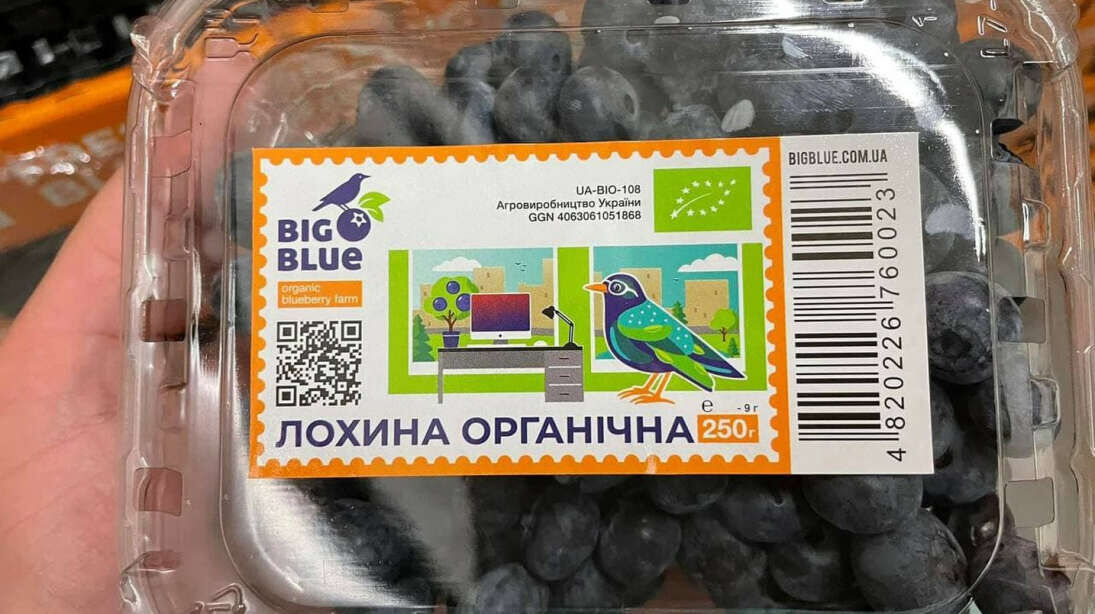 BIG
BLUe
organic
blueberry farm
UA-BIO-108
Агровиробництво України
GGN 4063061051868
BIGBLUE.COM.UA
4 820226 760023
e -9 г
ЛОХИНА ОРГАНІЧНА 250г